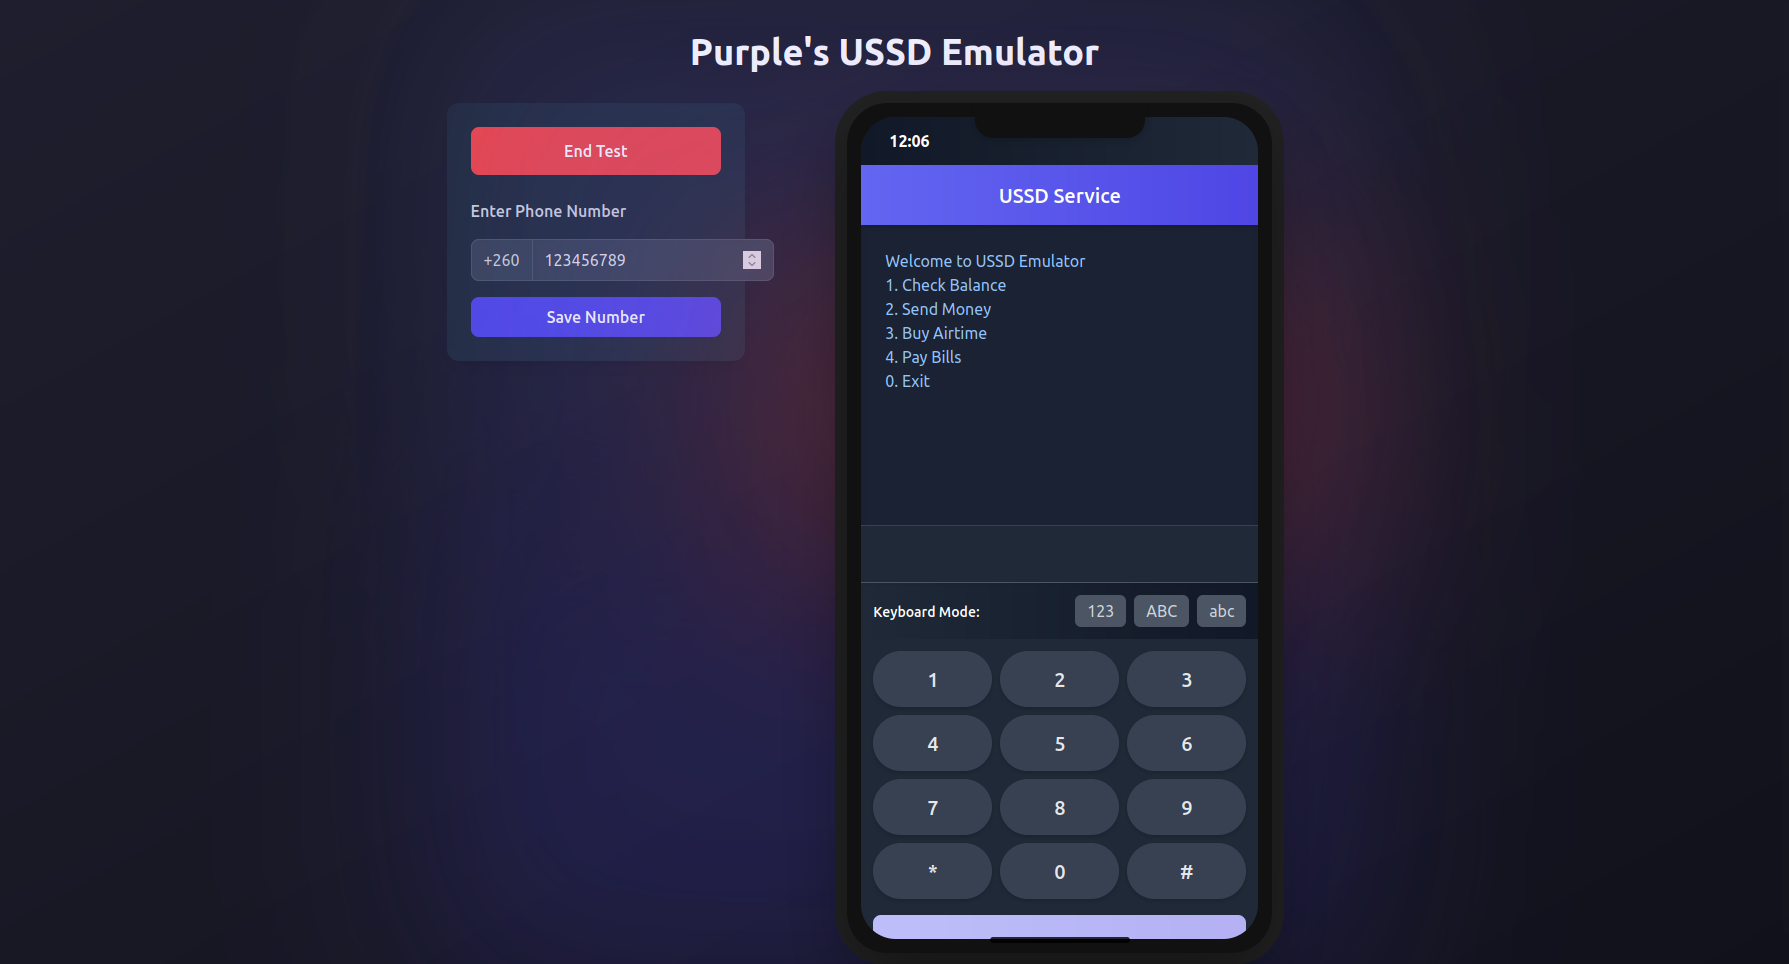 Purple's USSD Emulator
End Test
Enter Phone Number
+260 123456789
Save Number
12:06
USSD Service
Welcome to USSD Emulator
1. Check Balance
2. Send Money
3. Buy Airtime
4. Pay Bills
0. Exit
Keyboard Mode: 123 ABC abc
1 2 3
4 5 6
7 8 9
* 0 #